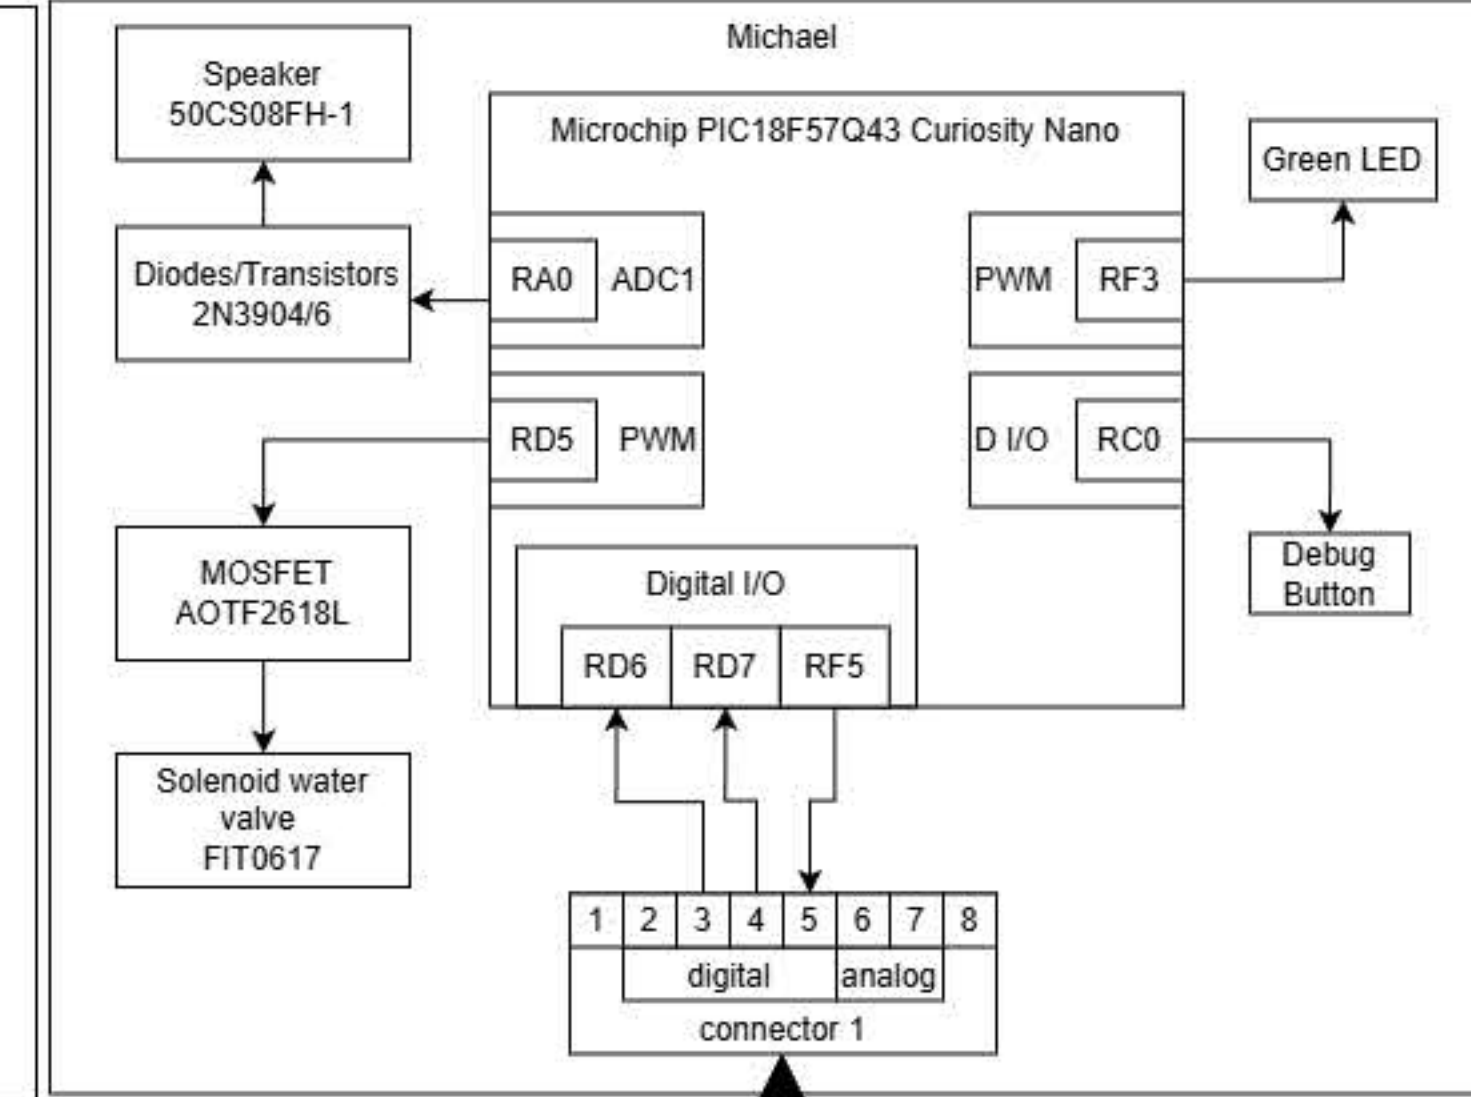 Michael
Speaker
50CS08FH-1
Microchip PIC18F57Q43 Curiosity Nano
Green LED
Diodes/Transistors
2N3904/6
RA0 ADC1
PWM RF3
RD5 PWM
D I/O RC0
MOSFET
AOTF2618L
Debug
Button
Digital I/O
RD6 RD7 RF5
Solenoid water
valve
FIT0617
1 2 3 4 5 6 7 8
digital analog
connector 1